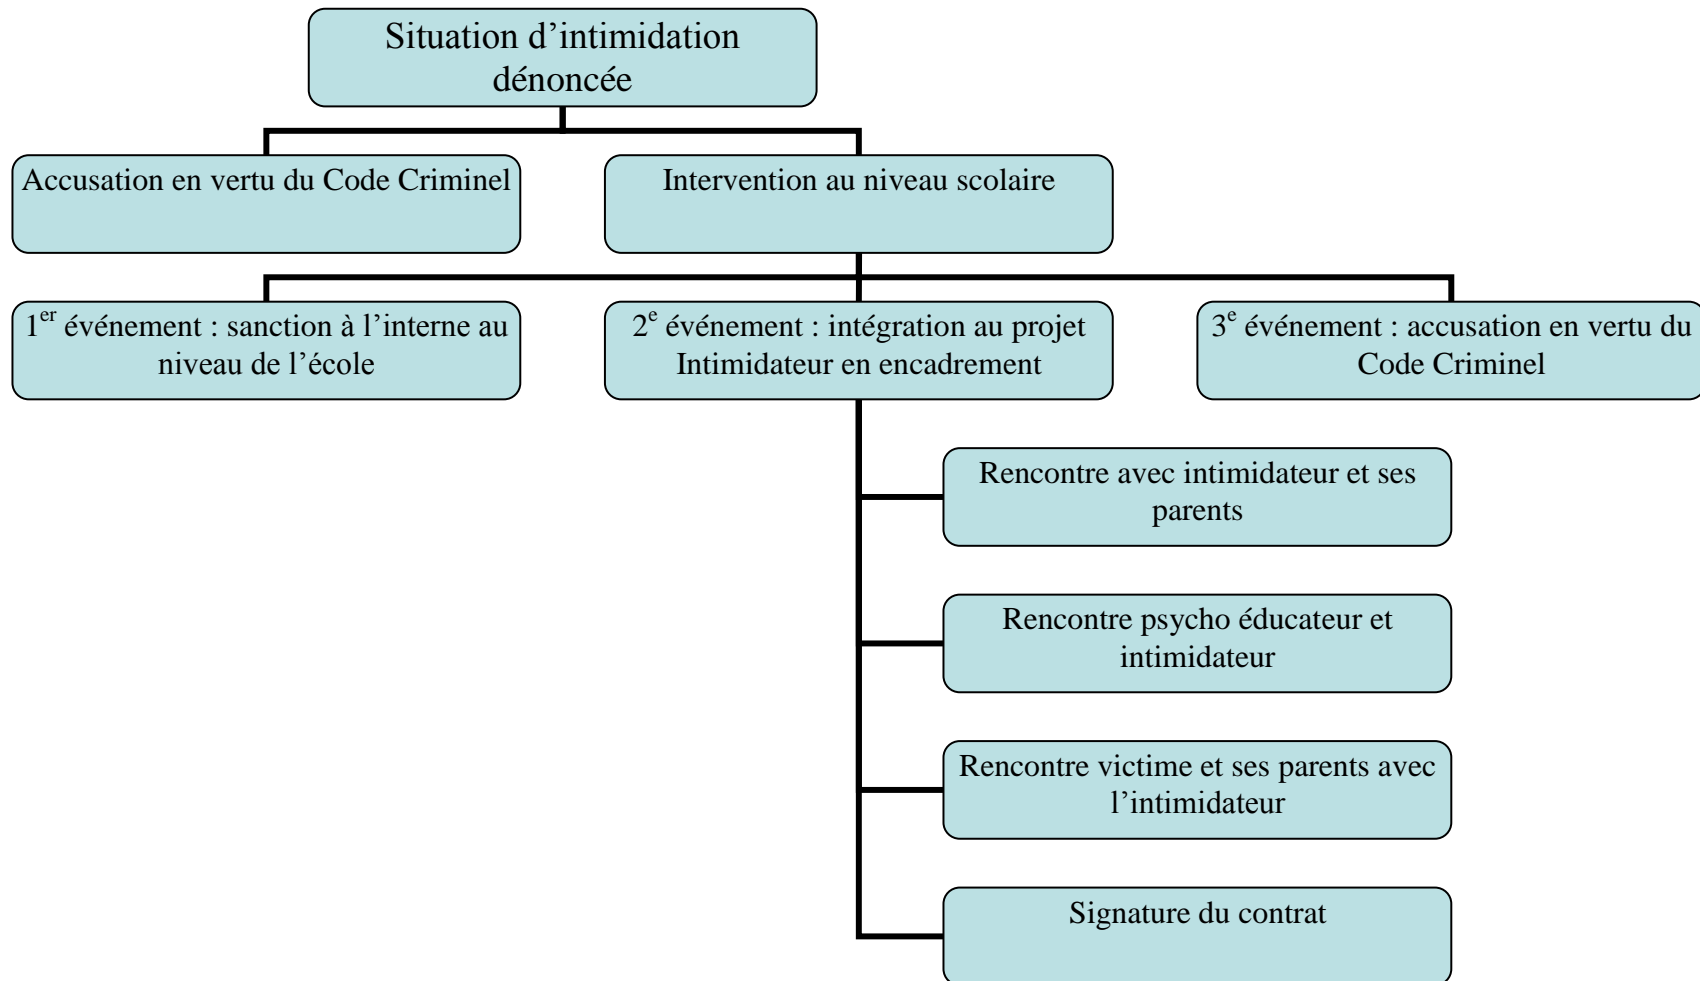 Situation d’intimidation
dénoncée
Accusation en vertu du Code Criminel
Intervention au niveau scolaire
1er événement : sanction à l’interne au
niveau de l’école
2e événement : intégration au projet
Intimidateur en encadrement
3e événement : accusation en vertu du
Code Criminel
Rencontre avec intimidateur et ses
parents
Rencontre psycho éducateur et
intimidateur
Rencontre victime et ses parents avec
l’intimidateur
Signature du contrat